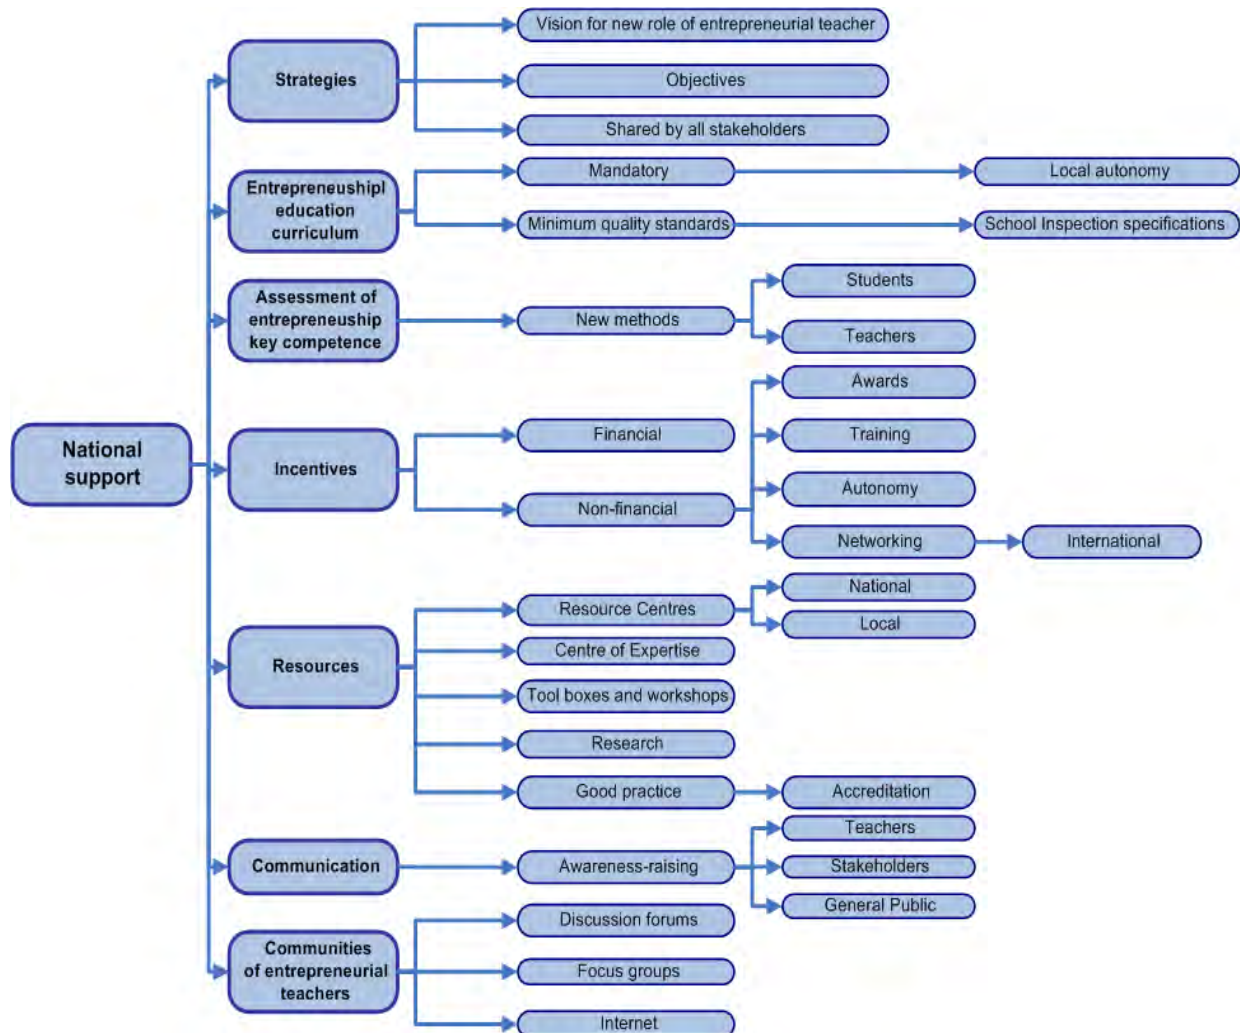 Vision for new role of entrepreneurial teacher
Strategies
Objectives
Shared by all stakeholders
Entrepreneushipl
education
curriculum
Mandatory
Local autonomy
Minimum quality standards
School Inspection specifications
Assessment of
entrepreneuship
key competence
New methods
Students
Teachers
National
support
Incentives
Financial
Non-financial
Awards
Training
Autonomy
Networking
International
Resources
Resource Centres
National
Local
Centre of Expertise
Tool boxes and workshops
Research
Good practice
Accreditation
Communication
Awareness-raising
Teachers
Stakeholders
General Public
Communities
of entrepreneurial
teachers
Discussion forums
Focus groups
Internet